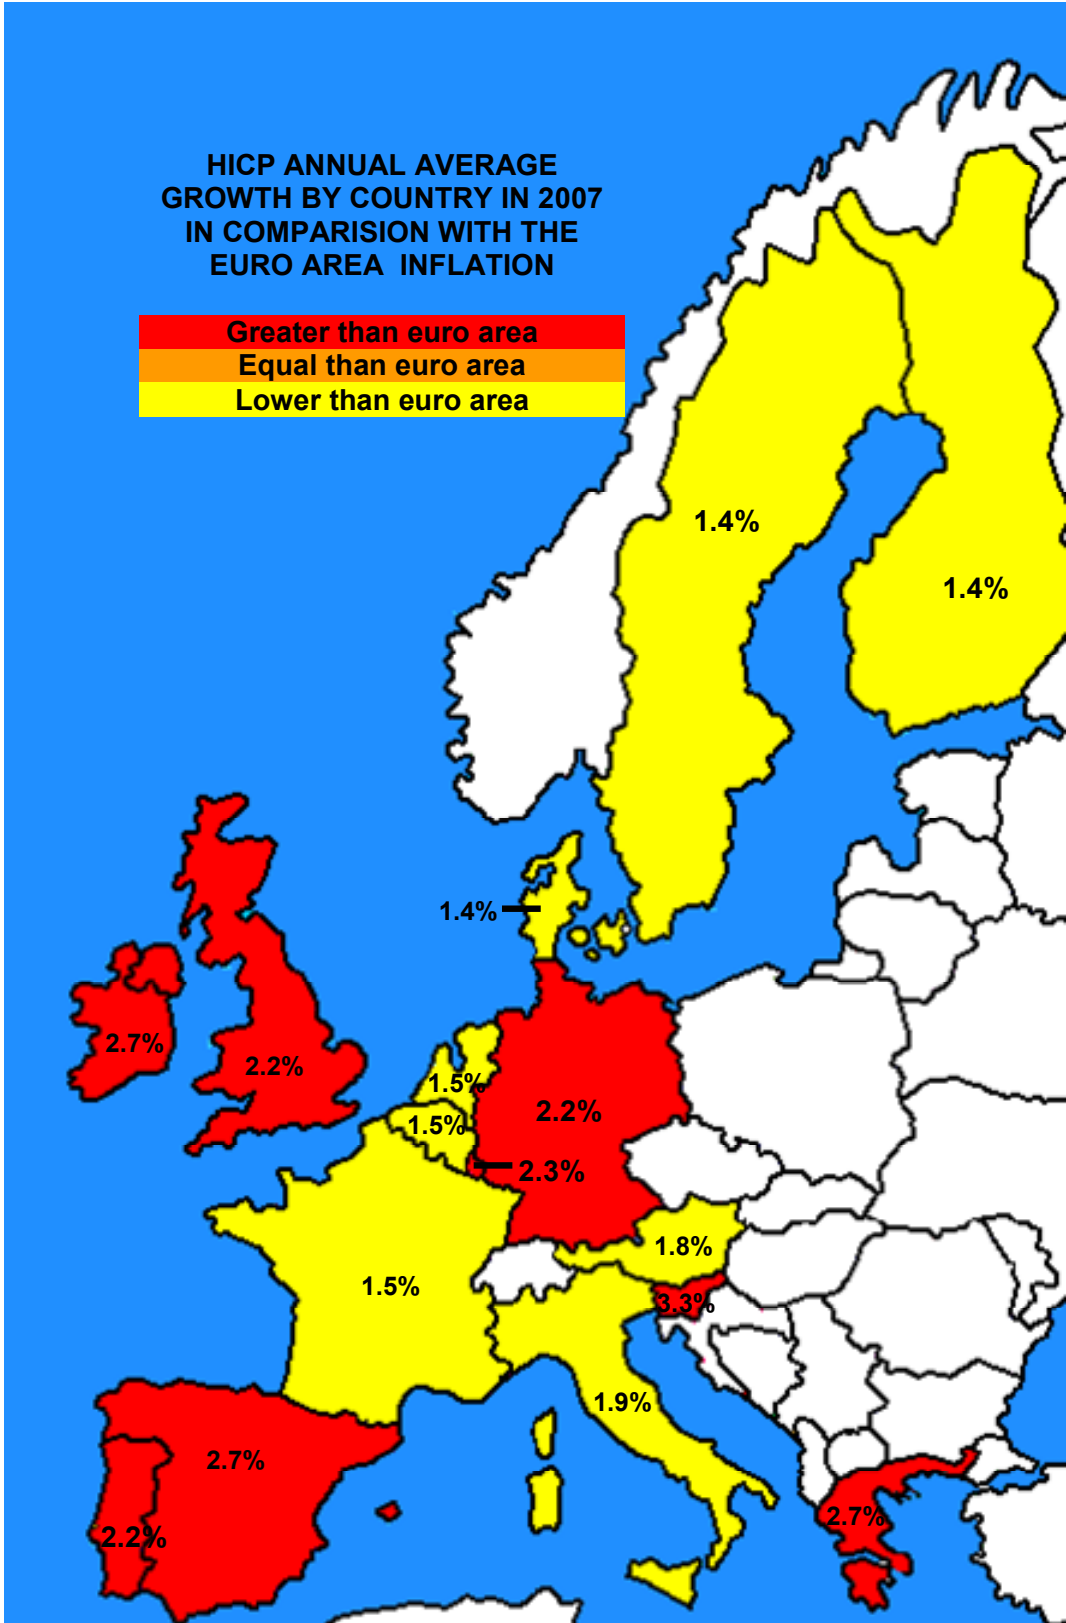 HICP ANNUAL AVERAGE
GROWTH BY COUNTRY IN 2007
IN COMPARISION WITH THE
EURO AREA INFLATION
Greater than euro area
Equal than euro area
Lower than euro area
1.4%
1.4%
1.4%
2.7%
2.2%
1.5%
1.5%
2.2%
2.3%
1.8%
1.5%
3.3%
1.9%
2.7%
2.2%
2.7%